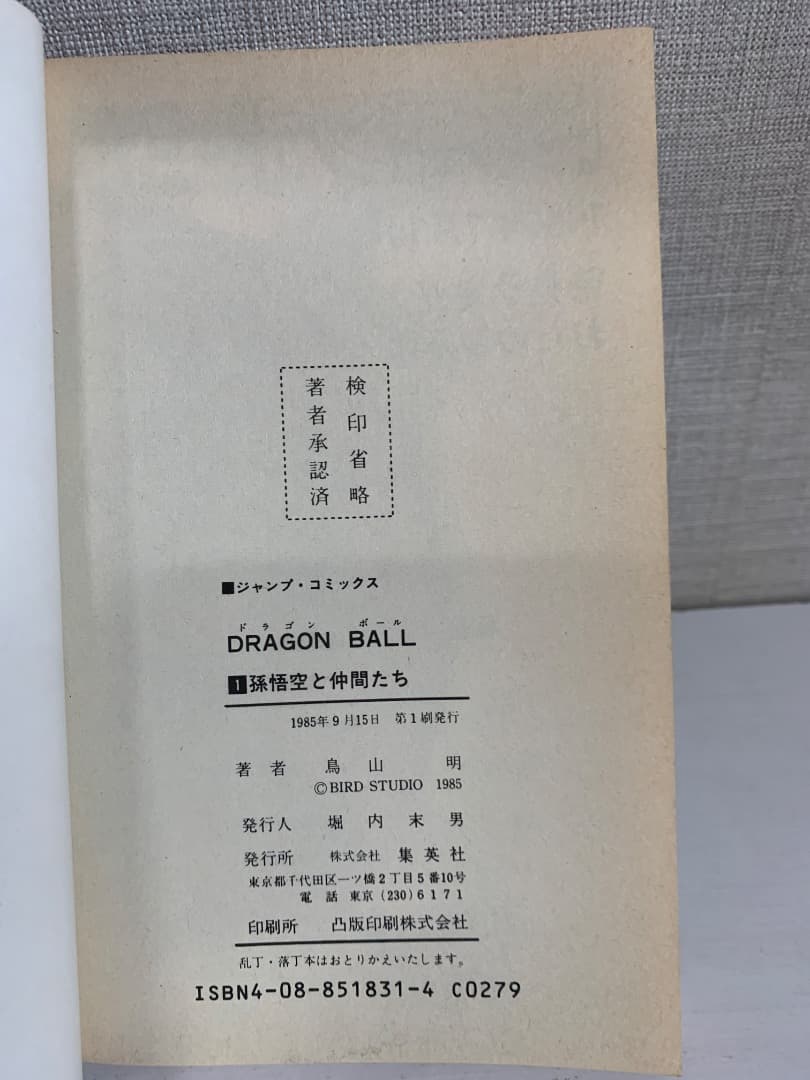 検印省略
著者承認済
■ジャンプ・コミックス
ドラゴン ボール
DRAGON BALL
1 孫悟空と仲間たち
1985年9月15日 第1刷発行
著者 鳥山 明
©BIRD STUDIO 1985
発行人 堀内末男
発行所 株式会社 集英社
東京都千代田区一ツ橋2丁目5番10号
電話 東京 (230) 6171
印刷所 凸版印刷株式会社
乱丁・落丁本はおとりかえいたします。
ISBN4-08-851831-4 C0279